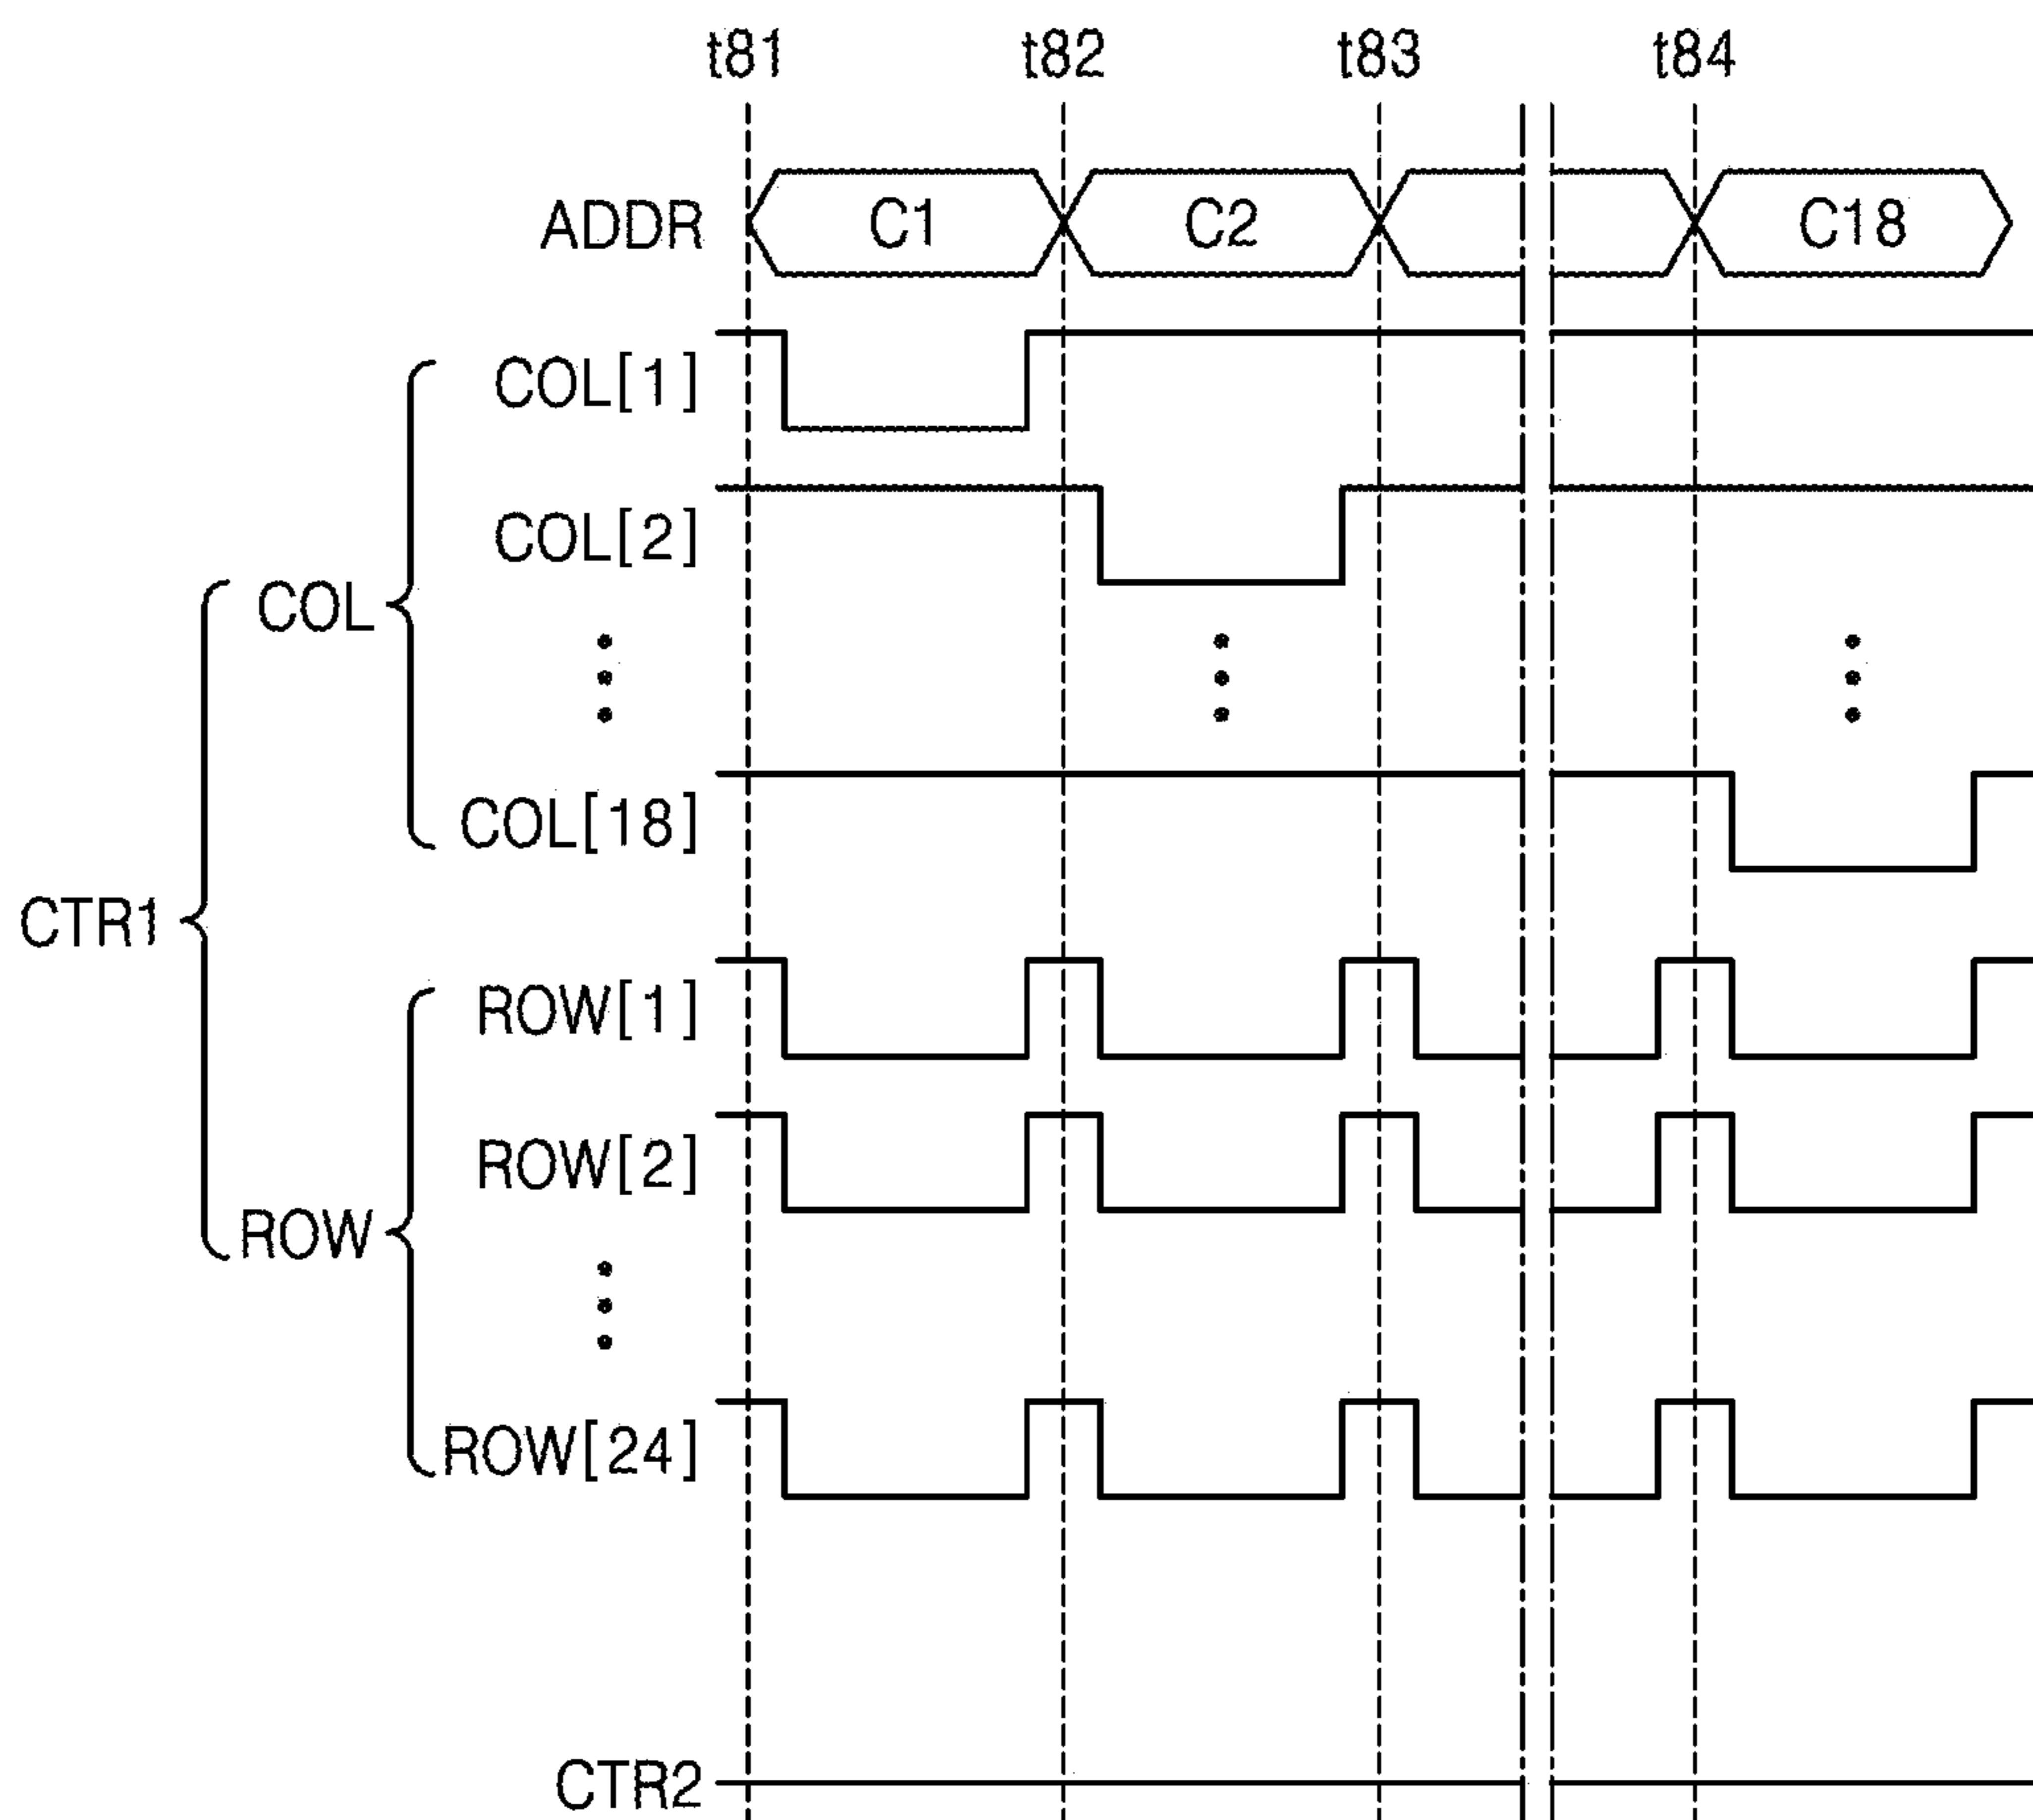 t81 t82 t83 t84
ADDR C1 C2 C18
COL[1]
COL[2]
COL
COL[18]
CTR1
ROW[1]
ROW[2]
ROW
ROW[24]
CTR2